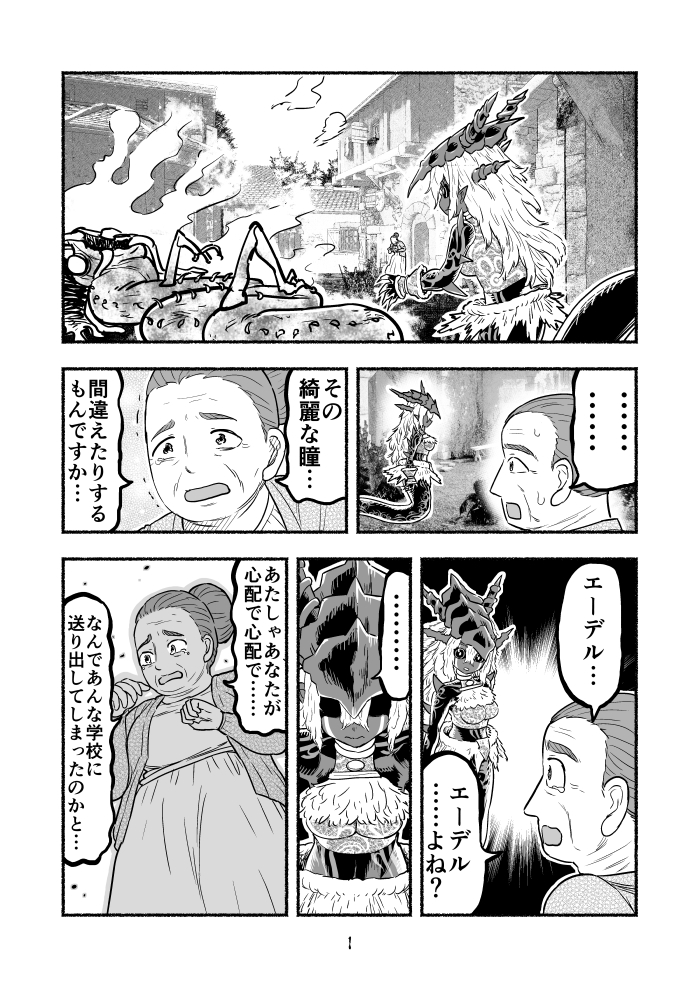 …………
その
綺麗な瞳…
間違えたりする
もんですか…
エーデル…
エーデル
……よね？
…………
あたしゃあなたが
心配で心配で……
なんであんな学校に
送り出してしまったのかと…
1